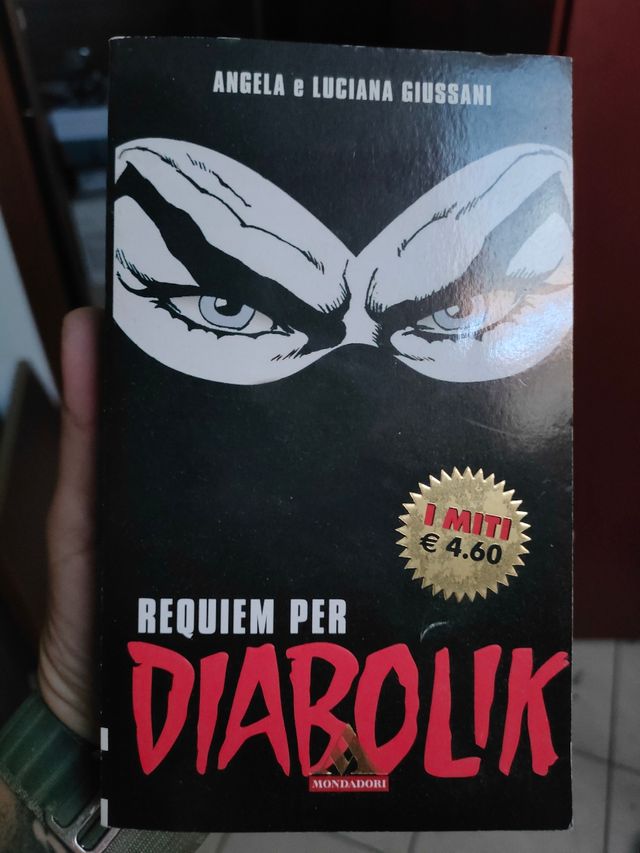 ANGELA e LUCIANA GIUSSANI
I MITI
€ 4.60
REQUIEM PER
DIABOLIK
MONDADORI